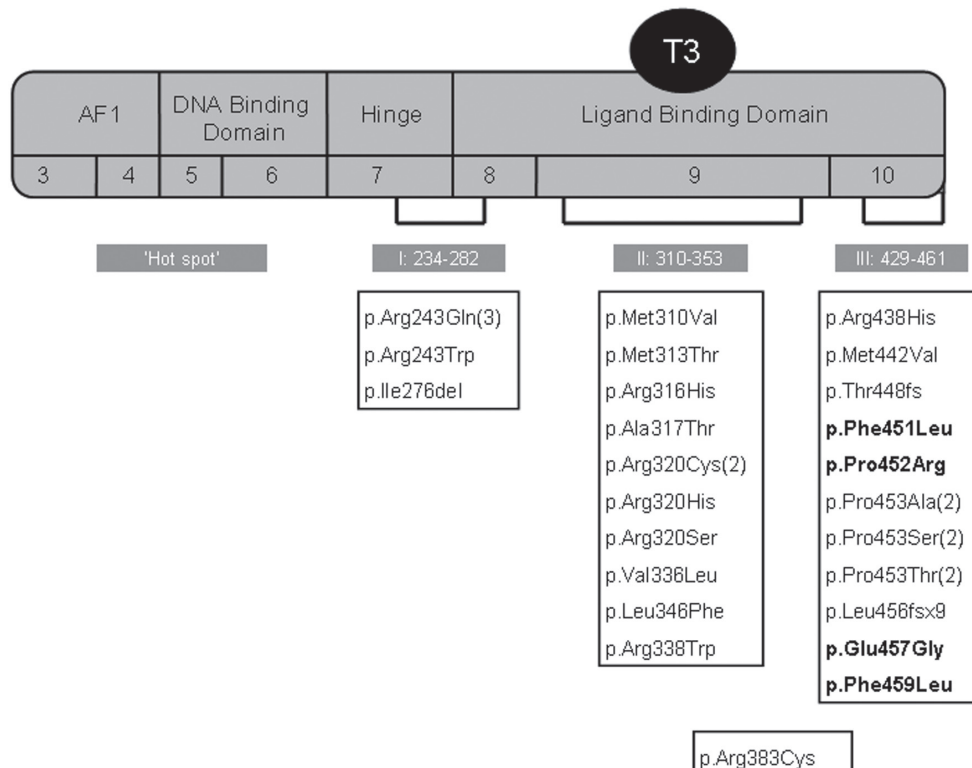 T3
AF1
DNA Binding
Domain
Hinge
Ligand Binding Domain
3 4 5 6 7 8 9 10
'Hot spot'
I: 234-282
II: 310-353
III: 429-461
p.Arg243Gln(3)
p.Arg243Trp
p.Ile276del
p.Met310Val
p.Met313Thr
p.Arg316His
p.Ala317Thr
p.Arg320Cys(2)
p.Arg320His
p.Arg320Ser
p.Val336Leu
p.Leu346Phe
p.Arg338Trp
p.Arg438His
p.Met442Val
p.Thr448fs
p.Phe451Leu
p.Pro452Arg
p.Pro453Ala(2)
p.Pro453Ser(2)
p.Pro453Thr(2)
p.Leu456fsx9
p.Glu457Gly
p.Phe459Leu
p.Arg383Cys